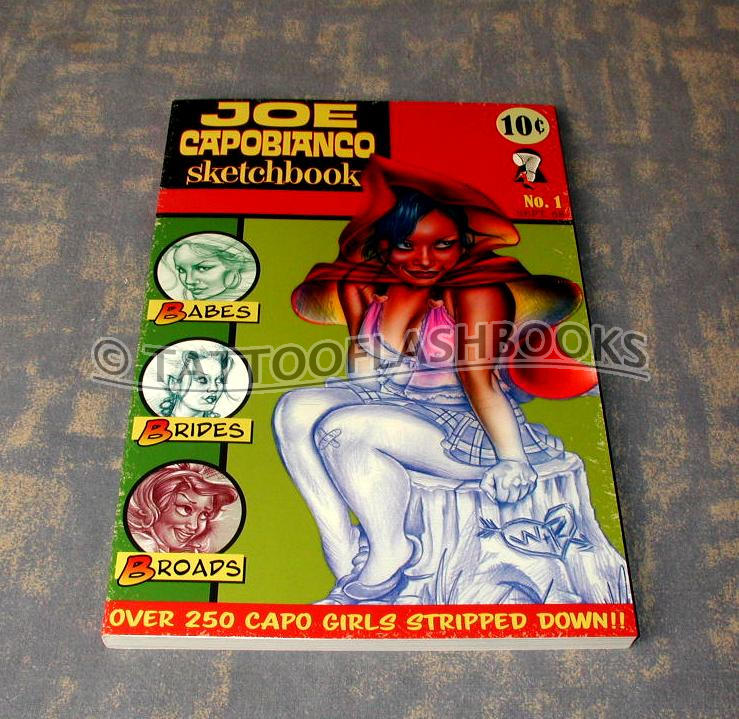 JOE
CAPOBIANCO
sketchbook
10¢
No. 1
BABES
© TATTOOFLASHBOOKS
BRIDES
BROADS
W+R
OVER 250 CAPO GIRLS STRIPPED DOWN!!